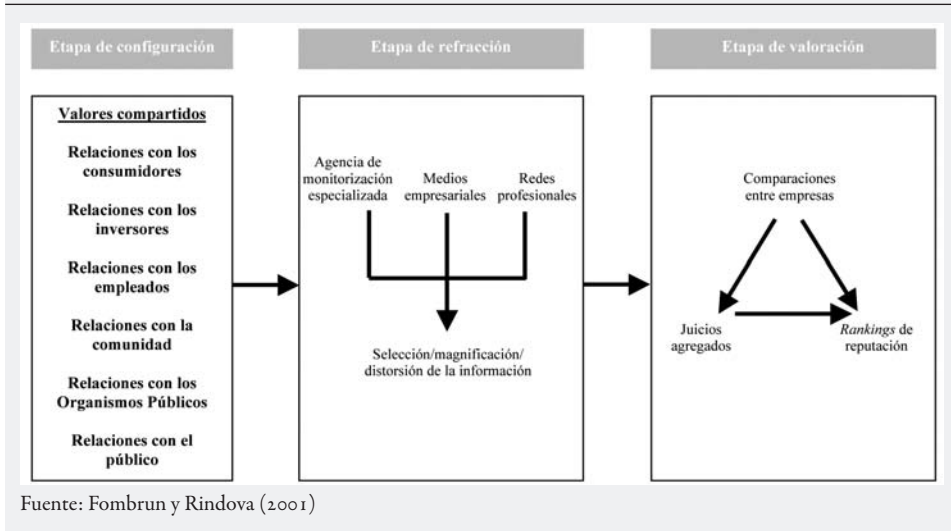 Etapa de configuración
Etapa de refracción
Etapa de valoración
Valores compartidos
Relaciones con los
consumidores
Relaciones con los
inversores
Relaciones con los
empleados
Relaciones con la
comunidad
Relaciones con los
Organismos Públicos
Relaciones con el
público
Agencia de
monitorización
especializada
Medios
empresariales
Redes
profesionales
Selección/magnificación/
distorsión de la información
Comparaciones
entre empresas
Juicios
agregados
Rankings de
reputación
Fuente: Fombrun y Rindova (2001)